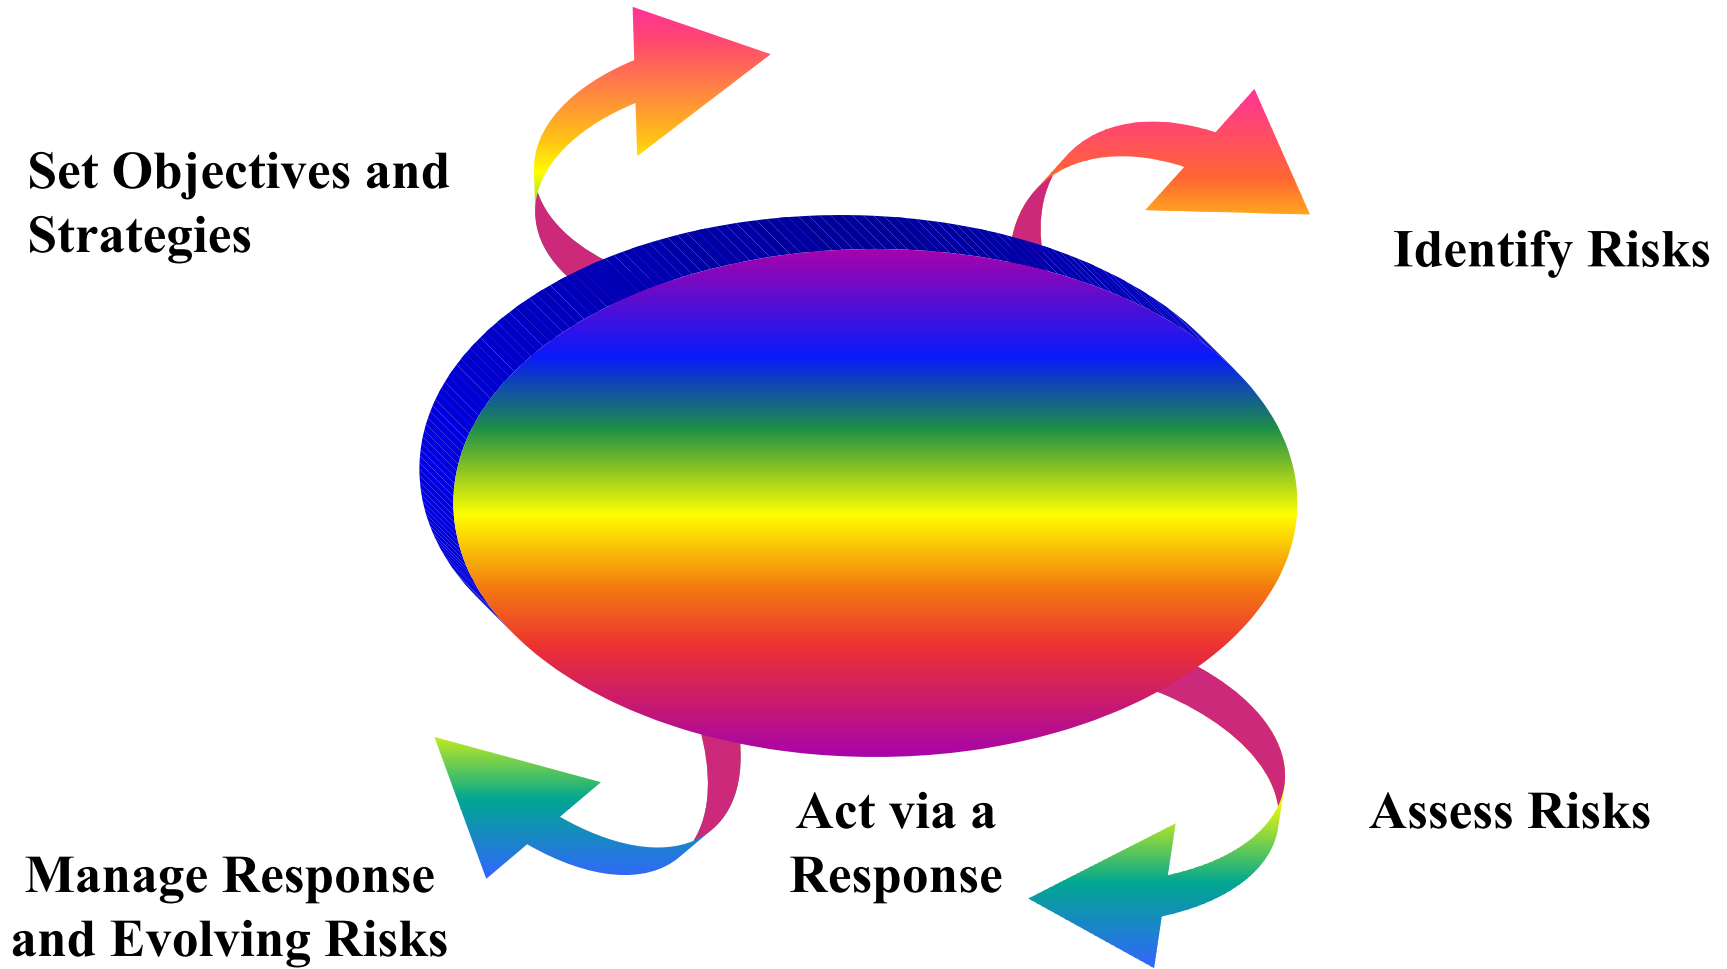 Set Objectives and
Strategies
Identify Risks
Assess Risks
Act via a
Response
Manage Response
and Evolving Risks